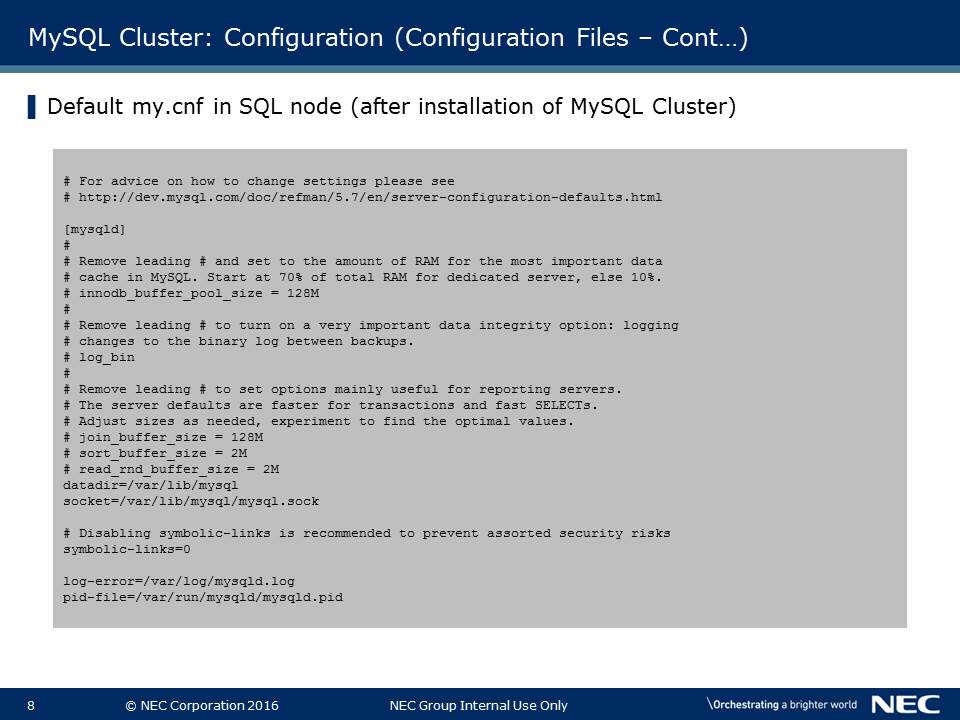 MySQL Cluster: Configuration (Configuration Files – Cont…)
Default my.cnf in SQL node (after installation of MySQL Cluster)
# For advice on how to change settings please see
# http://dev.mysql.com/doc/refman/5.7/en/server-configuration-defaults.html
[mysqld]
#
# Remove leading # and set to the amount of RAM for the most important data
# cache in MySQL. Start at 70% of total RAM for dedicated server, else 10%.
# innodb_buffer_pool_size = 128M
#
# Remove leading # to turn on a very important data integrity option: logging
# changes to the binary log between backups.
# log_bin
#
# Remove leading # to set options mainly useful for reporting servers.
# The server defaults are faster for transactions and fast SELECTs.
# Adjust sizes as needed, experiment to find the optimal values.
# join_buffer_size = 128M
# sort_buffer_size = 2M
# read_rnd_buffer_size = 2M
datadir=/var/lib/mysql
socket=/var/lib/mysql/mysql.sock
# Disabling symbolic-links is recommended to prevent assorted security risks
symbolic-links=0
log-error=/var/log/mysqld.log
pid-file=/var/run/mysqld/mysqld.pid
8 © NEC Corporation 2016 NEC Group Internal Use Only \Orchestrating a brighter world NEC